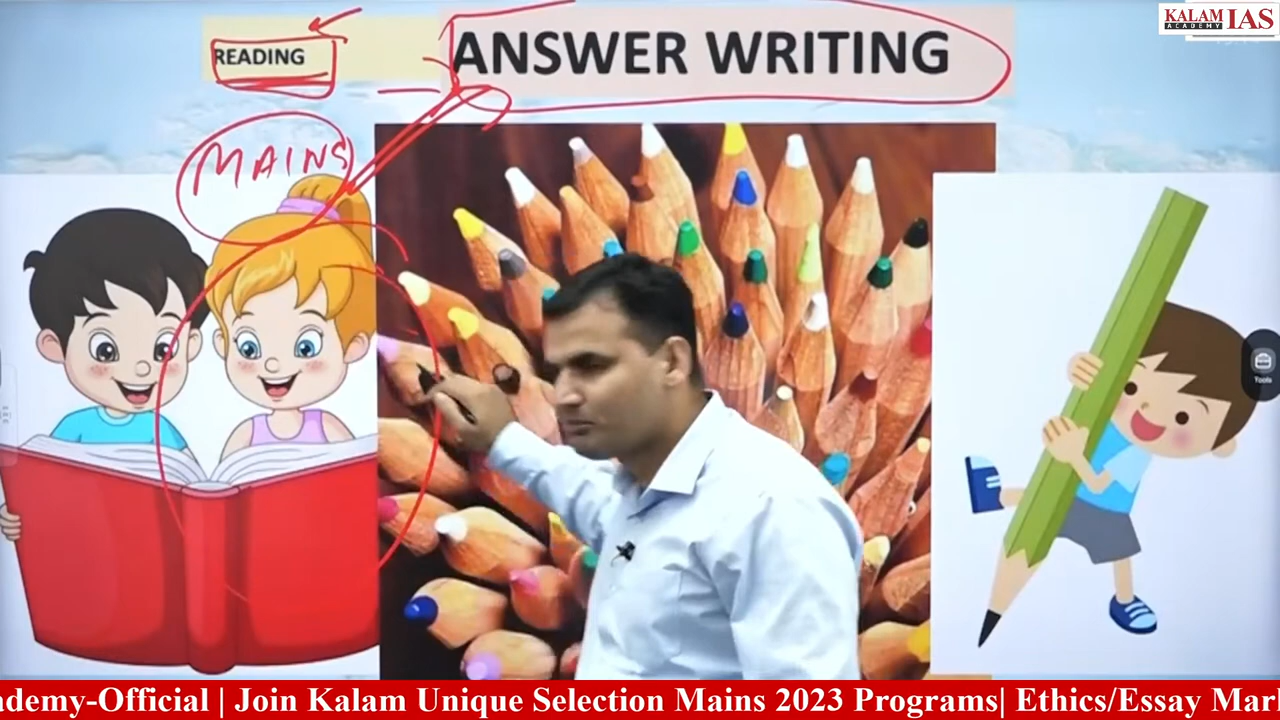 READING
ANSWER WRITING
KALAM IAS
ACADEMY
MAINS
Tools
ademy-Official | Join Kalam Unique Selection Mains 2023 Programs| Ethics/Essay Mar